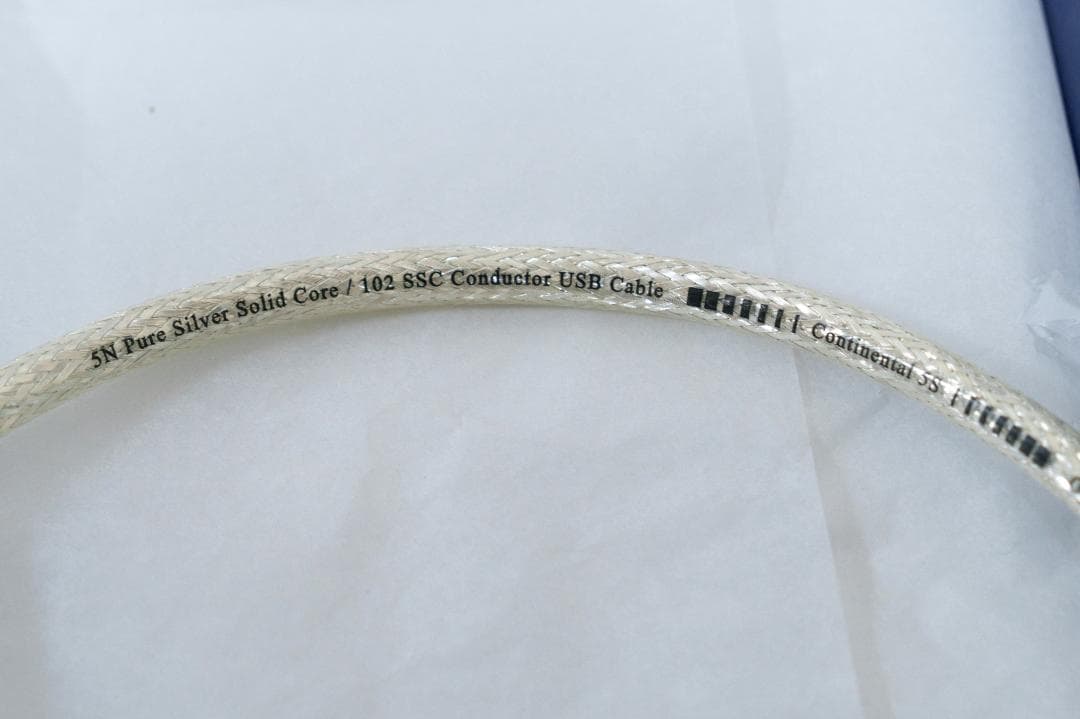 5N Pure Silver Solid Core / 102 SSC Conductor USB Cable Continental 5S